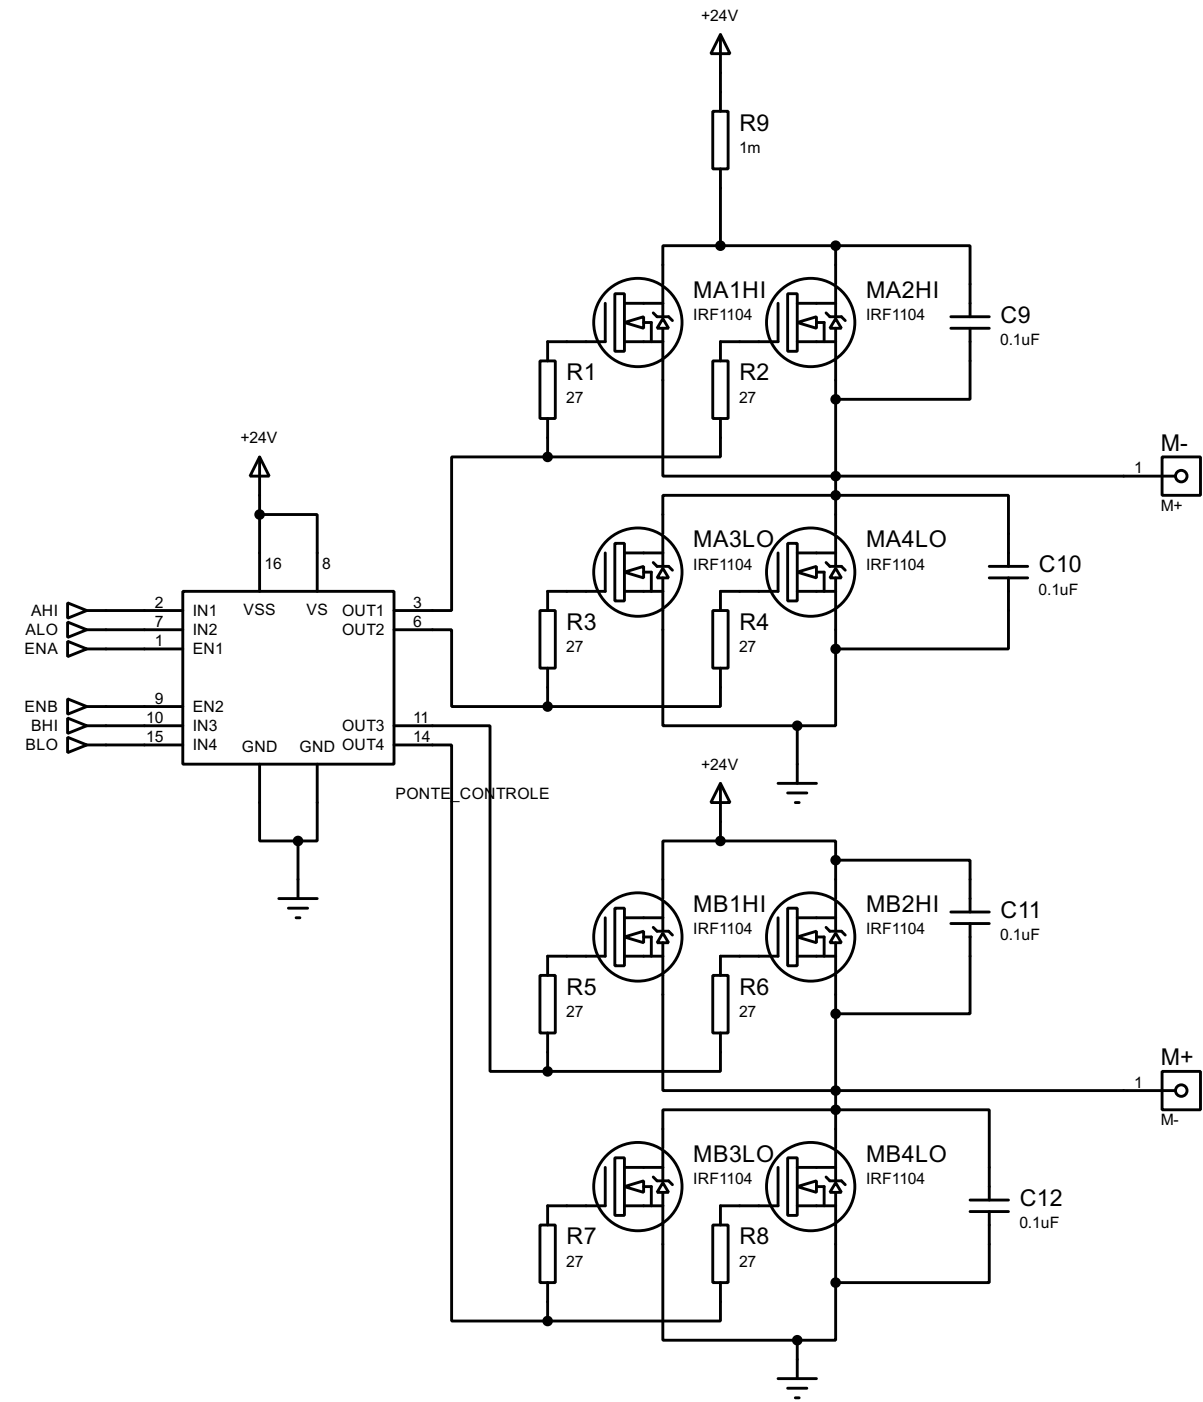 +24V
R9
1m
MA1HI
IRF1104
MA2HI
IRF1104
C9
0.1uF
R1
27
R2
27
+24V
M-
1
M+
16
8
MA3LO
IRF1104
MA4LO
IRF1104
C10
0.1uF
R3
27
R4
27
AHI
2
IN1
VSS
VS
OUT1
3
ALO
7
IN2
OUT2
6
ENA
1
EN1
ENB
9
EN2
BHI
10
IN3
OUT3
11
BLO
15
IN4
GND
GND
OUT4
14
PONTE_CONTROLE
+24V
MB1HI
IRF1104
MB2HI
IRF1104
C11
0.1uF
R5
27
R6
27
M+
1
M-
MB3LO
IRF1104
MB4LO
IRF1104
C12
0.1uF
R7
27
R8
27